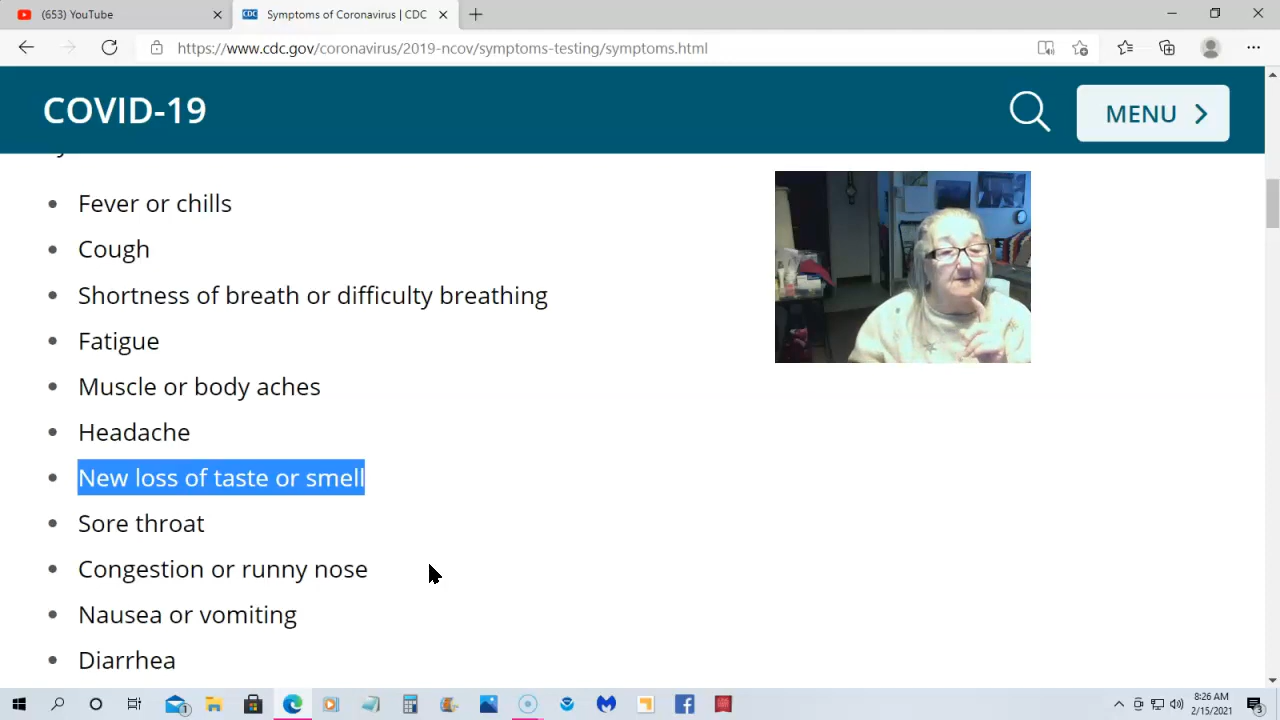 (653) YouTube
CDC Symptoms of Coronavirus | CDC
https://www.cdc.gov/coronavirus/2019-ncov/symptoms-testing/symptoms.html
COVID-19
MENU
Fever or chills
Cough
Shortness of breath or difficulty breathing
Fatigue
Muscle or body aches
Headache
New loss of taste or smell
Sore throat
Congestion or runny nose
Nausea or vomiting
Diarrhea
1
8:26 AM
2/15/2021
3